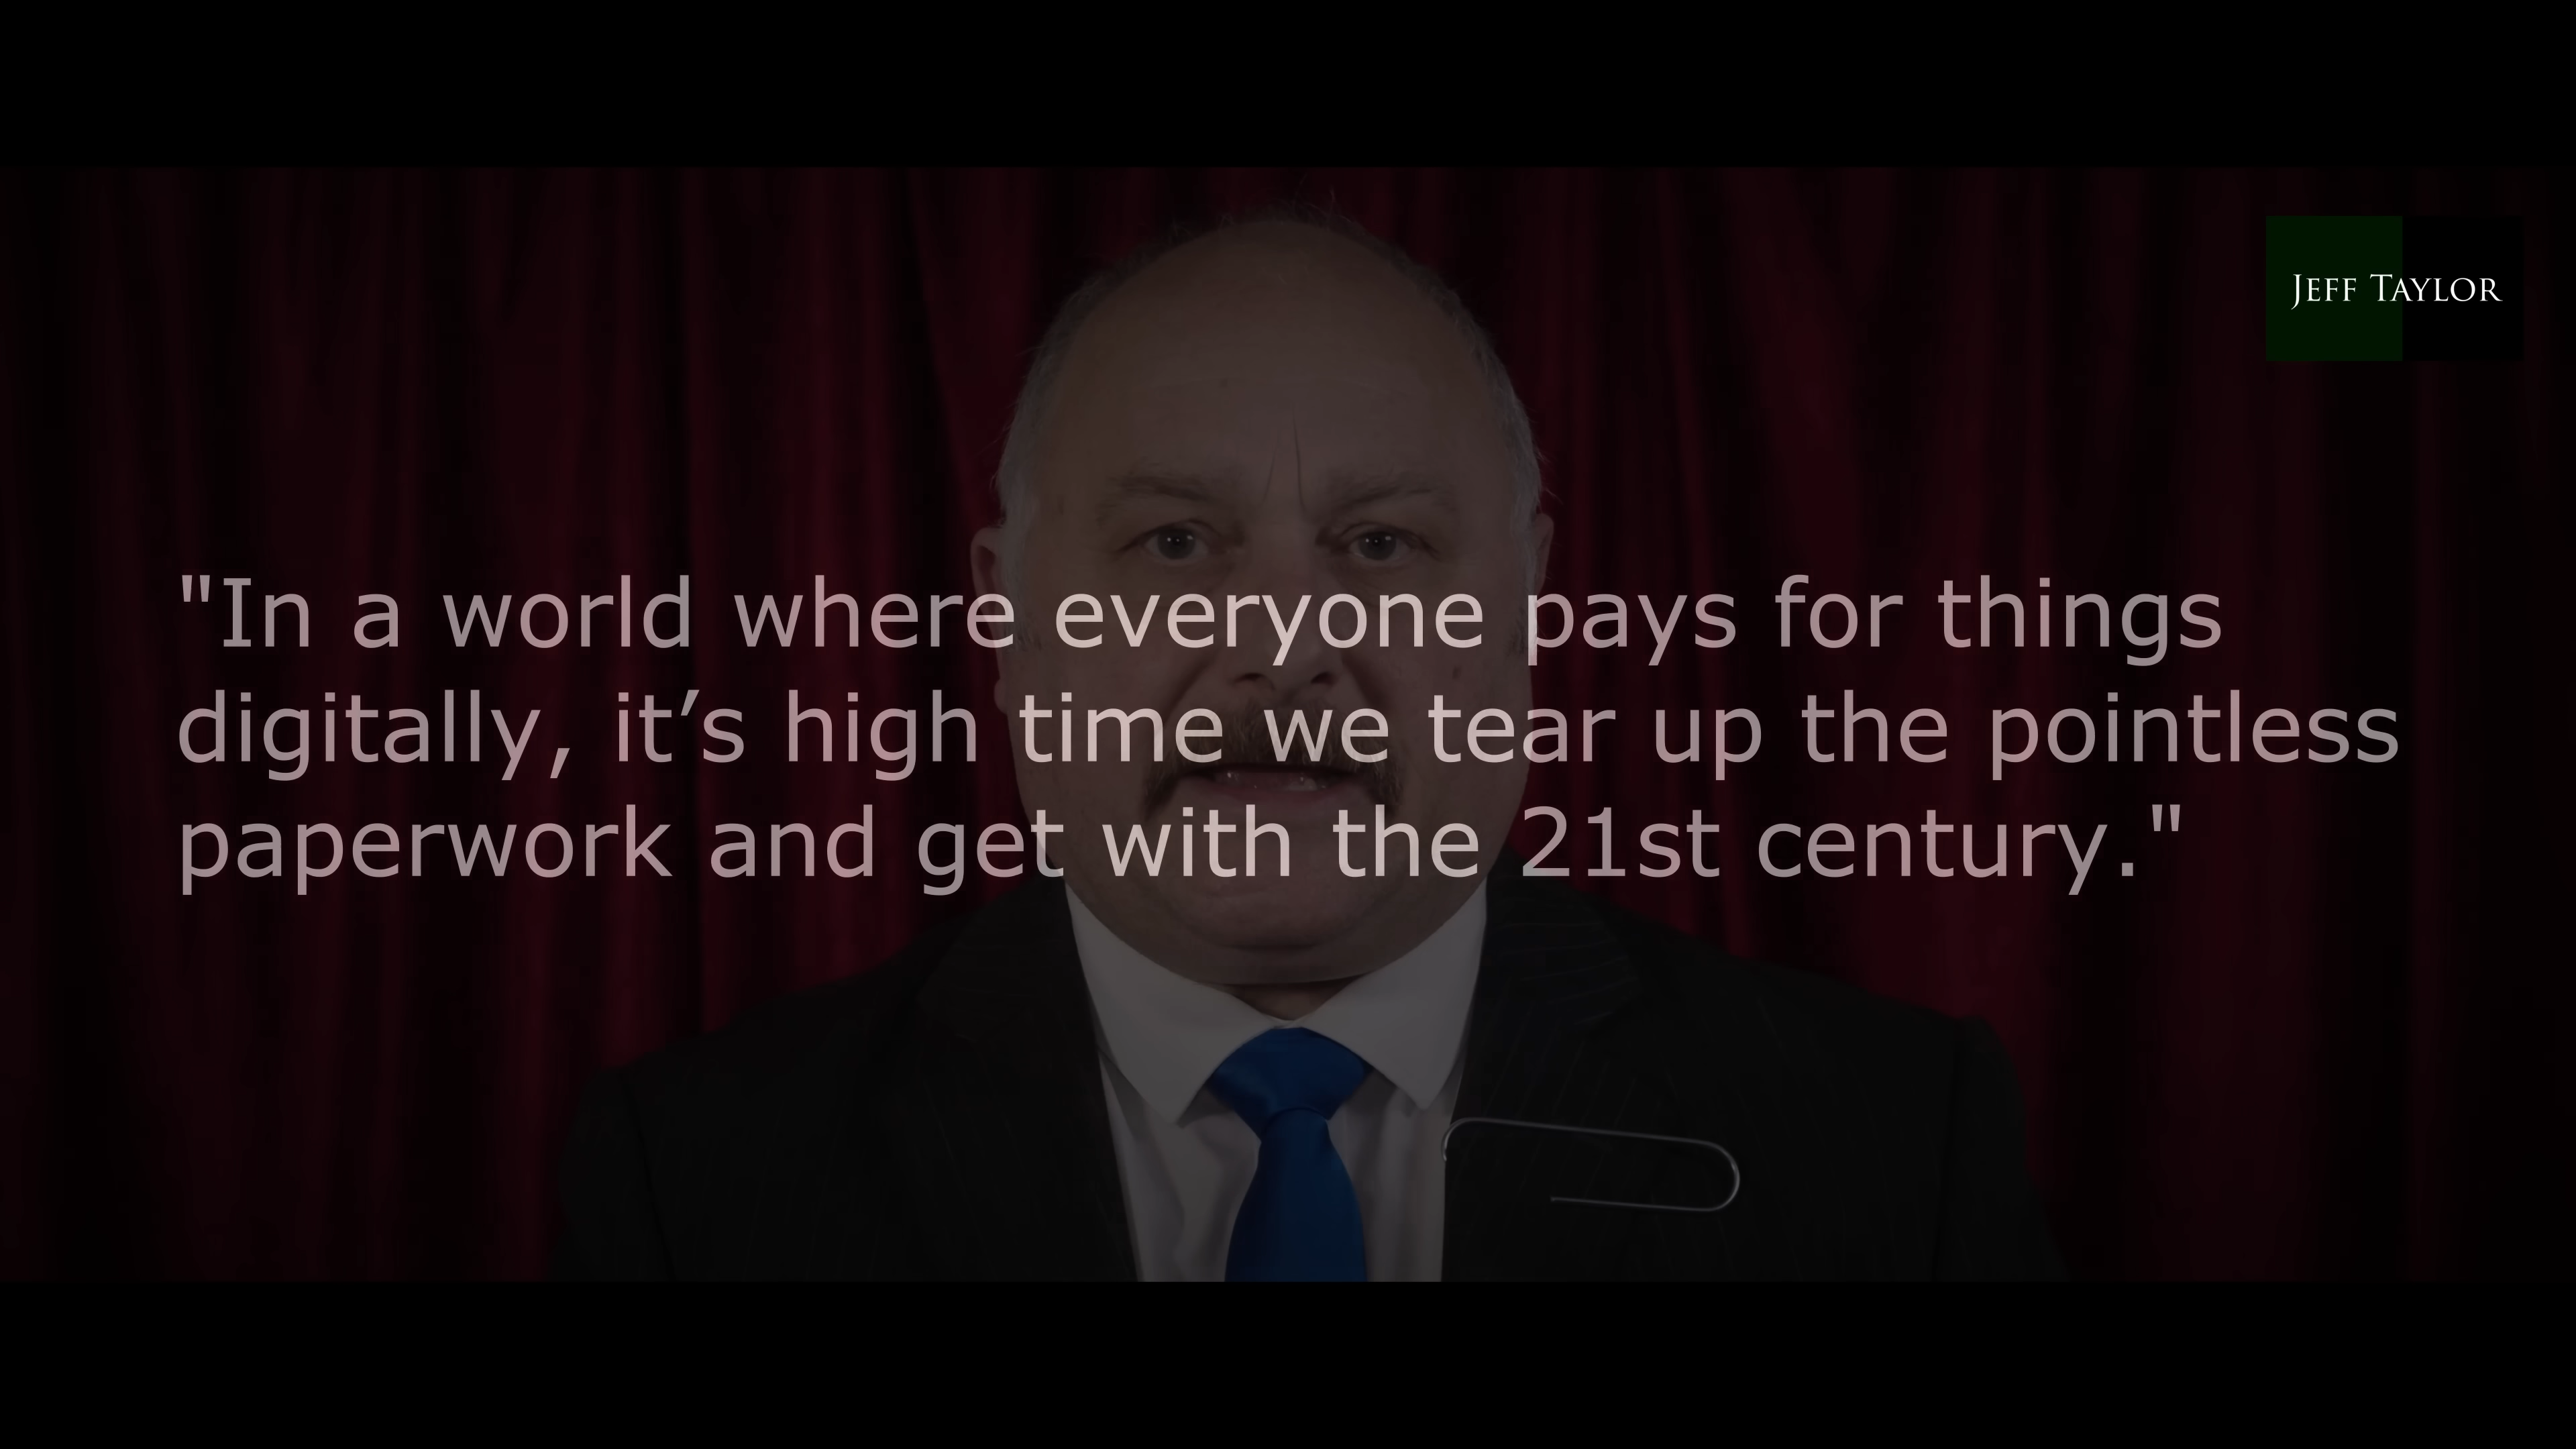 JEFF TAYLOR
"In a world where everyone pays for things
digitally, it’s high time we tear up the pointless
paperwork and get with the 21st century."